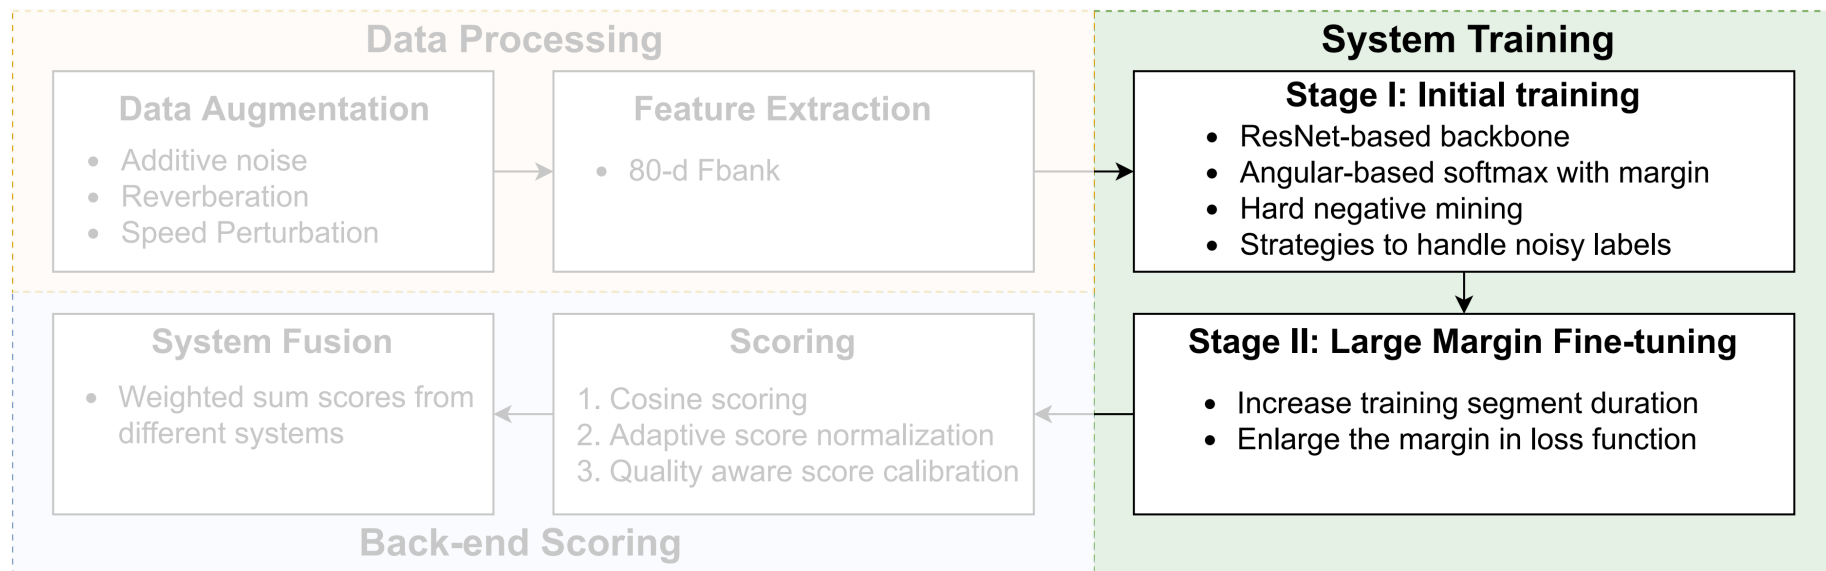 Data Processing
Data Augmentation
• Additive noise
• Reverberation
• Speed Perturbation
Feature Extraction
• 80-d Fbank
System Training
Stage I: Initial training
• ResNet-based backbone
• Angular-based softmax with margin
• Hard negative mining
• Strategies to handle noisy labels
Stage II: Large Margin Fine-tuning
• Increase training segment duration
• Enlarge the margin in loss function
Scoring
1. Cosine scoring
2. Adaptive score normalization
3. Quality aware score calibration
System Fusion
• Weighted sum scores from
different systems
Back-end Scoring